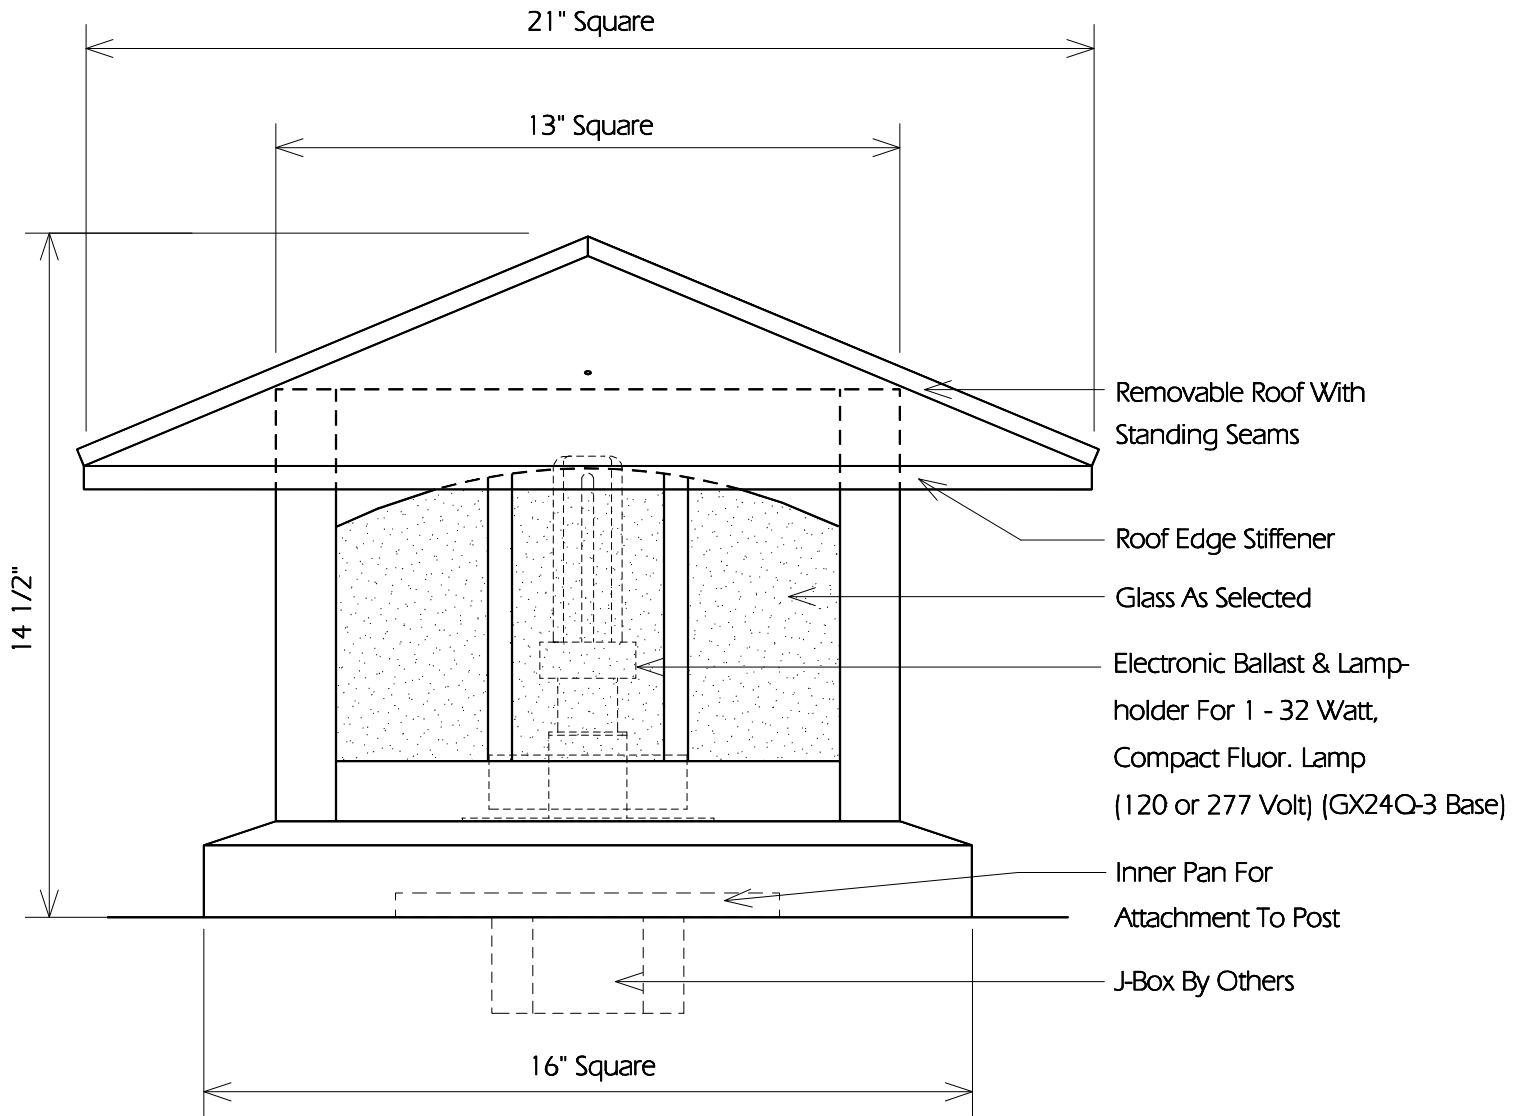 21" Square
13" Square
Removable Roof With
Standing Seams
Roof Edge Stiffener
Glass As Selected
14 1/2"
Electronic Ballast & Lamp-
holder For 1 - 32 Watt,
Compact Fluor. Lamp
(120 or 277 Volt) (GX24Q-3 Base)
Inner Pan For
Attachment To Post
J-Box By Others
16" Square